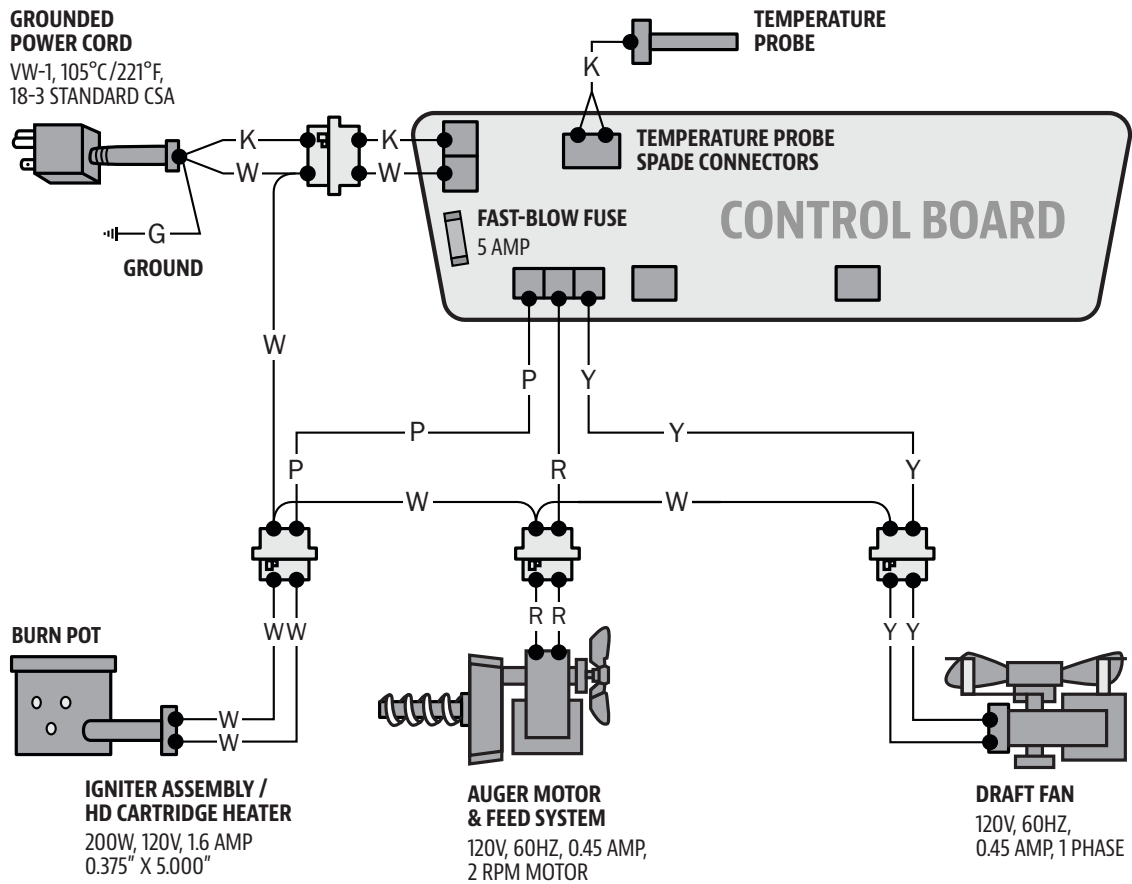 GROUNDED
POWER CORD
VW-1, 105°C/221°F,
18-3 STANDARD CSA
TEMPERATURE
PROBE
K
TEMPERATURE PROBE
SPADE CONNECTORS
K
K
W
W
CONTROL BOARD
FAST-BLOW FUSE
5 AMP
G
GROUND
W
P
Y
P
Y
P
R
Y
W
W
R R
W W
Y Y
BURN POT
W
W
IGNITER ASSEMBLY /
HD CARTRIDGE HEATER
200W, 120V, 1.6 AMP
0.375" X 5.000"
AUGER MOTOR
& FEED SYSTEM
120V, 60HZ, 0.45 AMP,
2 RPM MOTOR
DRAFT FAN
120V, 60HZ,
0.45 AMP, 1 PHASE